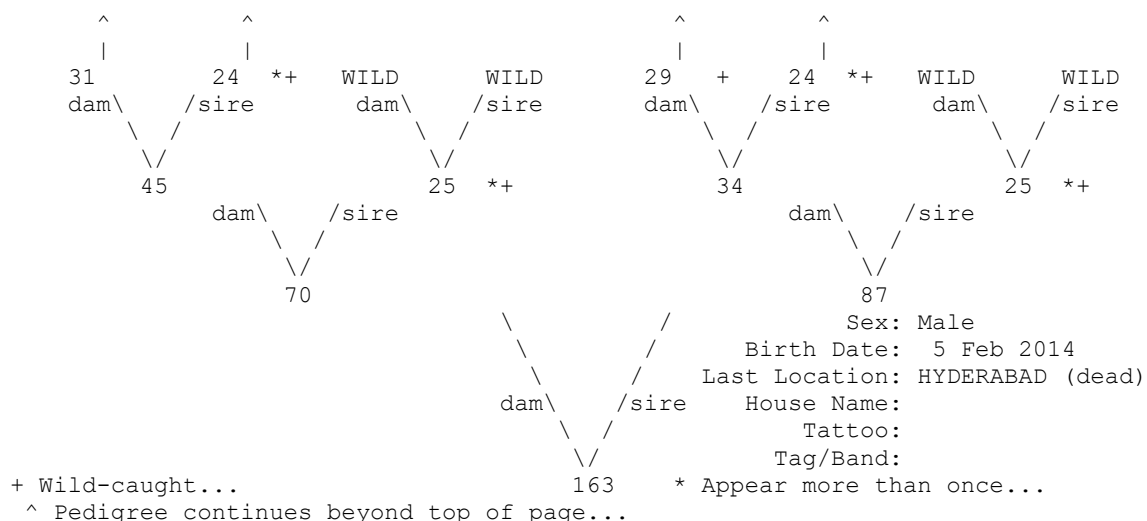 ^ ^ ^ ^
| | | |
31 24 *+ WILD WILD 29 + 24 *+ WILD WILD
dam\ /sire dam\ /sire dam\ /sire dam\ /sire
\ / \ / \ / \ /
\/ \/ \/ \/
45 25 *+ 34 25 *+
dam\ /sire dam\ /sire
\ / \ /
\/ \/
70 87
\ / Sex: Male
\ / Birth Date: 5 Feb 2014
\ / Last Location: HYDERABAD (dead)
dam\ /sire House Name:
\ / Tattoo:
\/ Tag/Band:
+ Wild-caught... 163 * Appear more than once...
^ Pedigree continues beyond top of page...